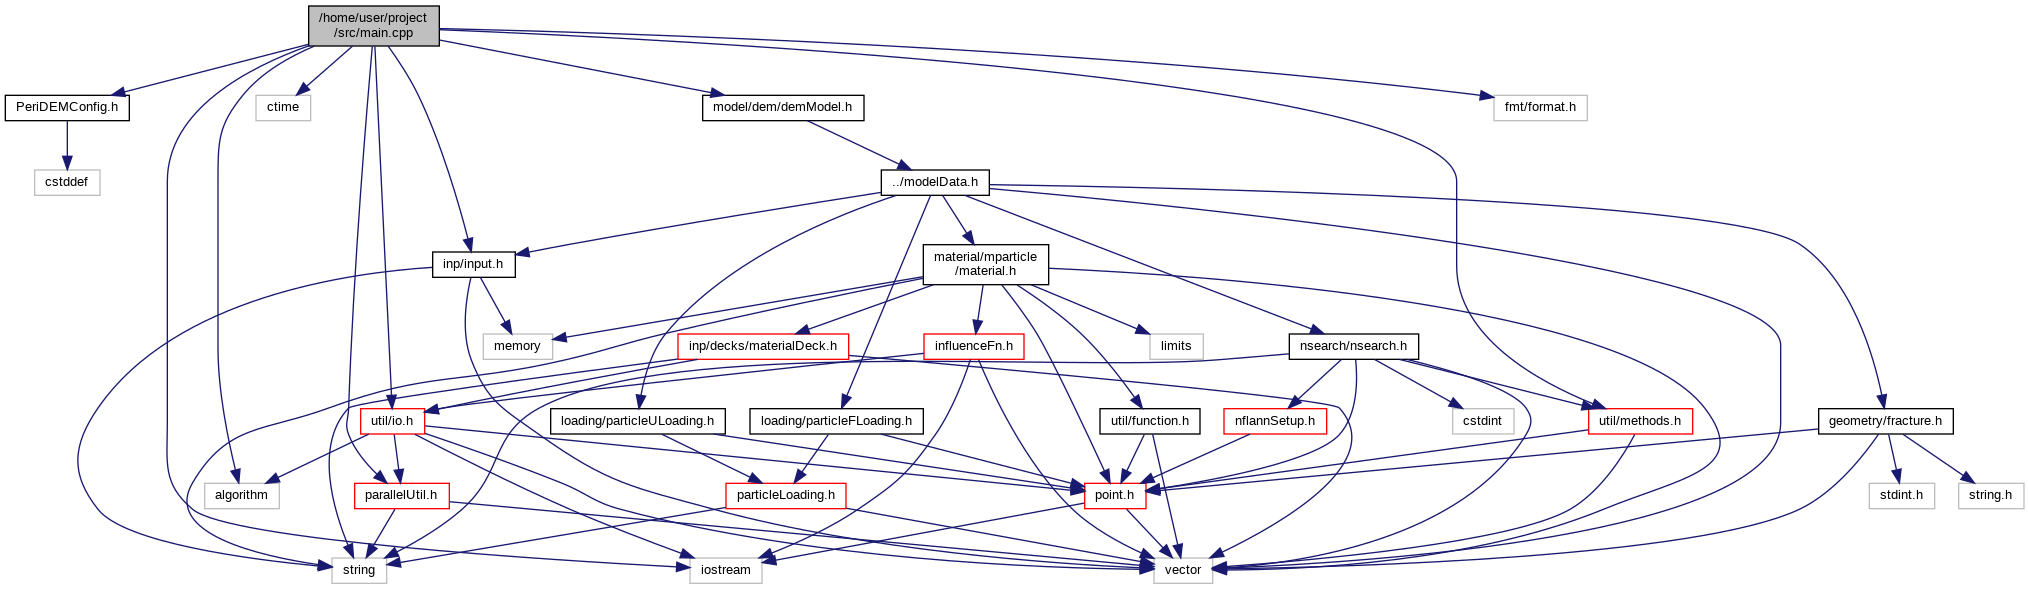 /home/user/project
/src/main.cpp
PeriDEMConfig.h
ctime
model/dem/demModel.h
fmt/format.h
cstddef
../modelData.h
inp/input.h
material/mparticle
/material.h
memory
inp/decks/materialDeck.h
influenceFn.h
limits
nsearch/nsearch.h
util/io.h
loading/particleULoading.h
loading/particleFLoading.h
util/function.h
nflannSetup.h
cstdint
util/methods.h
geometry/fracture.h
algorithm
parallelUtil.h
particleLoading.h
point.h
stdint.h
string.h
string
iostream
vector